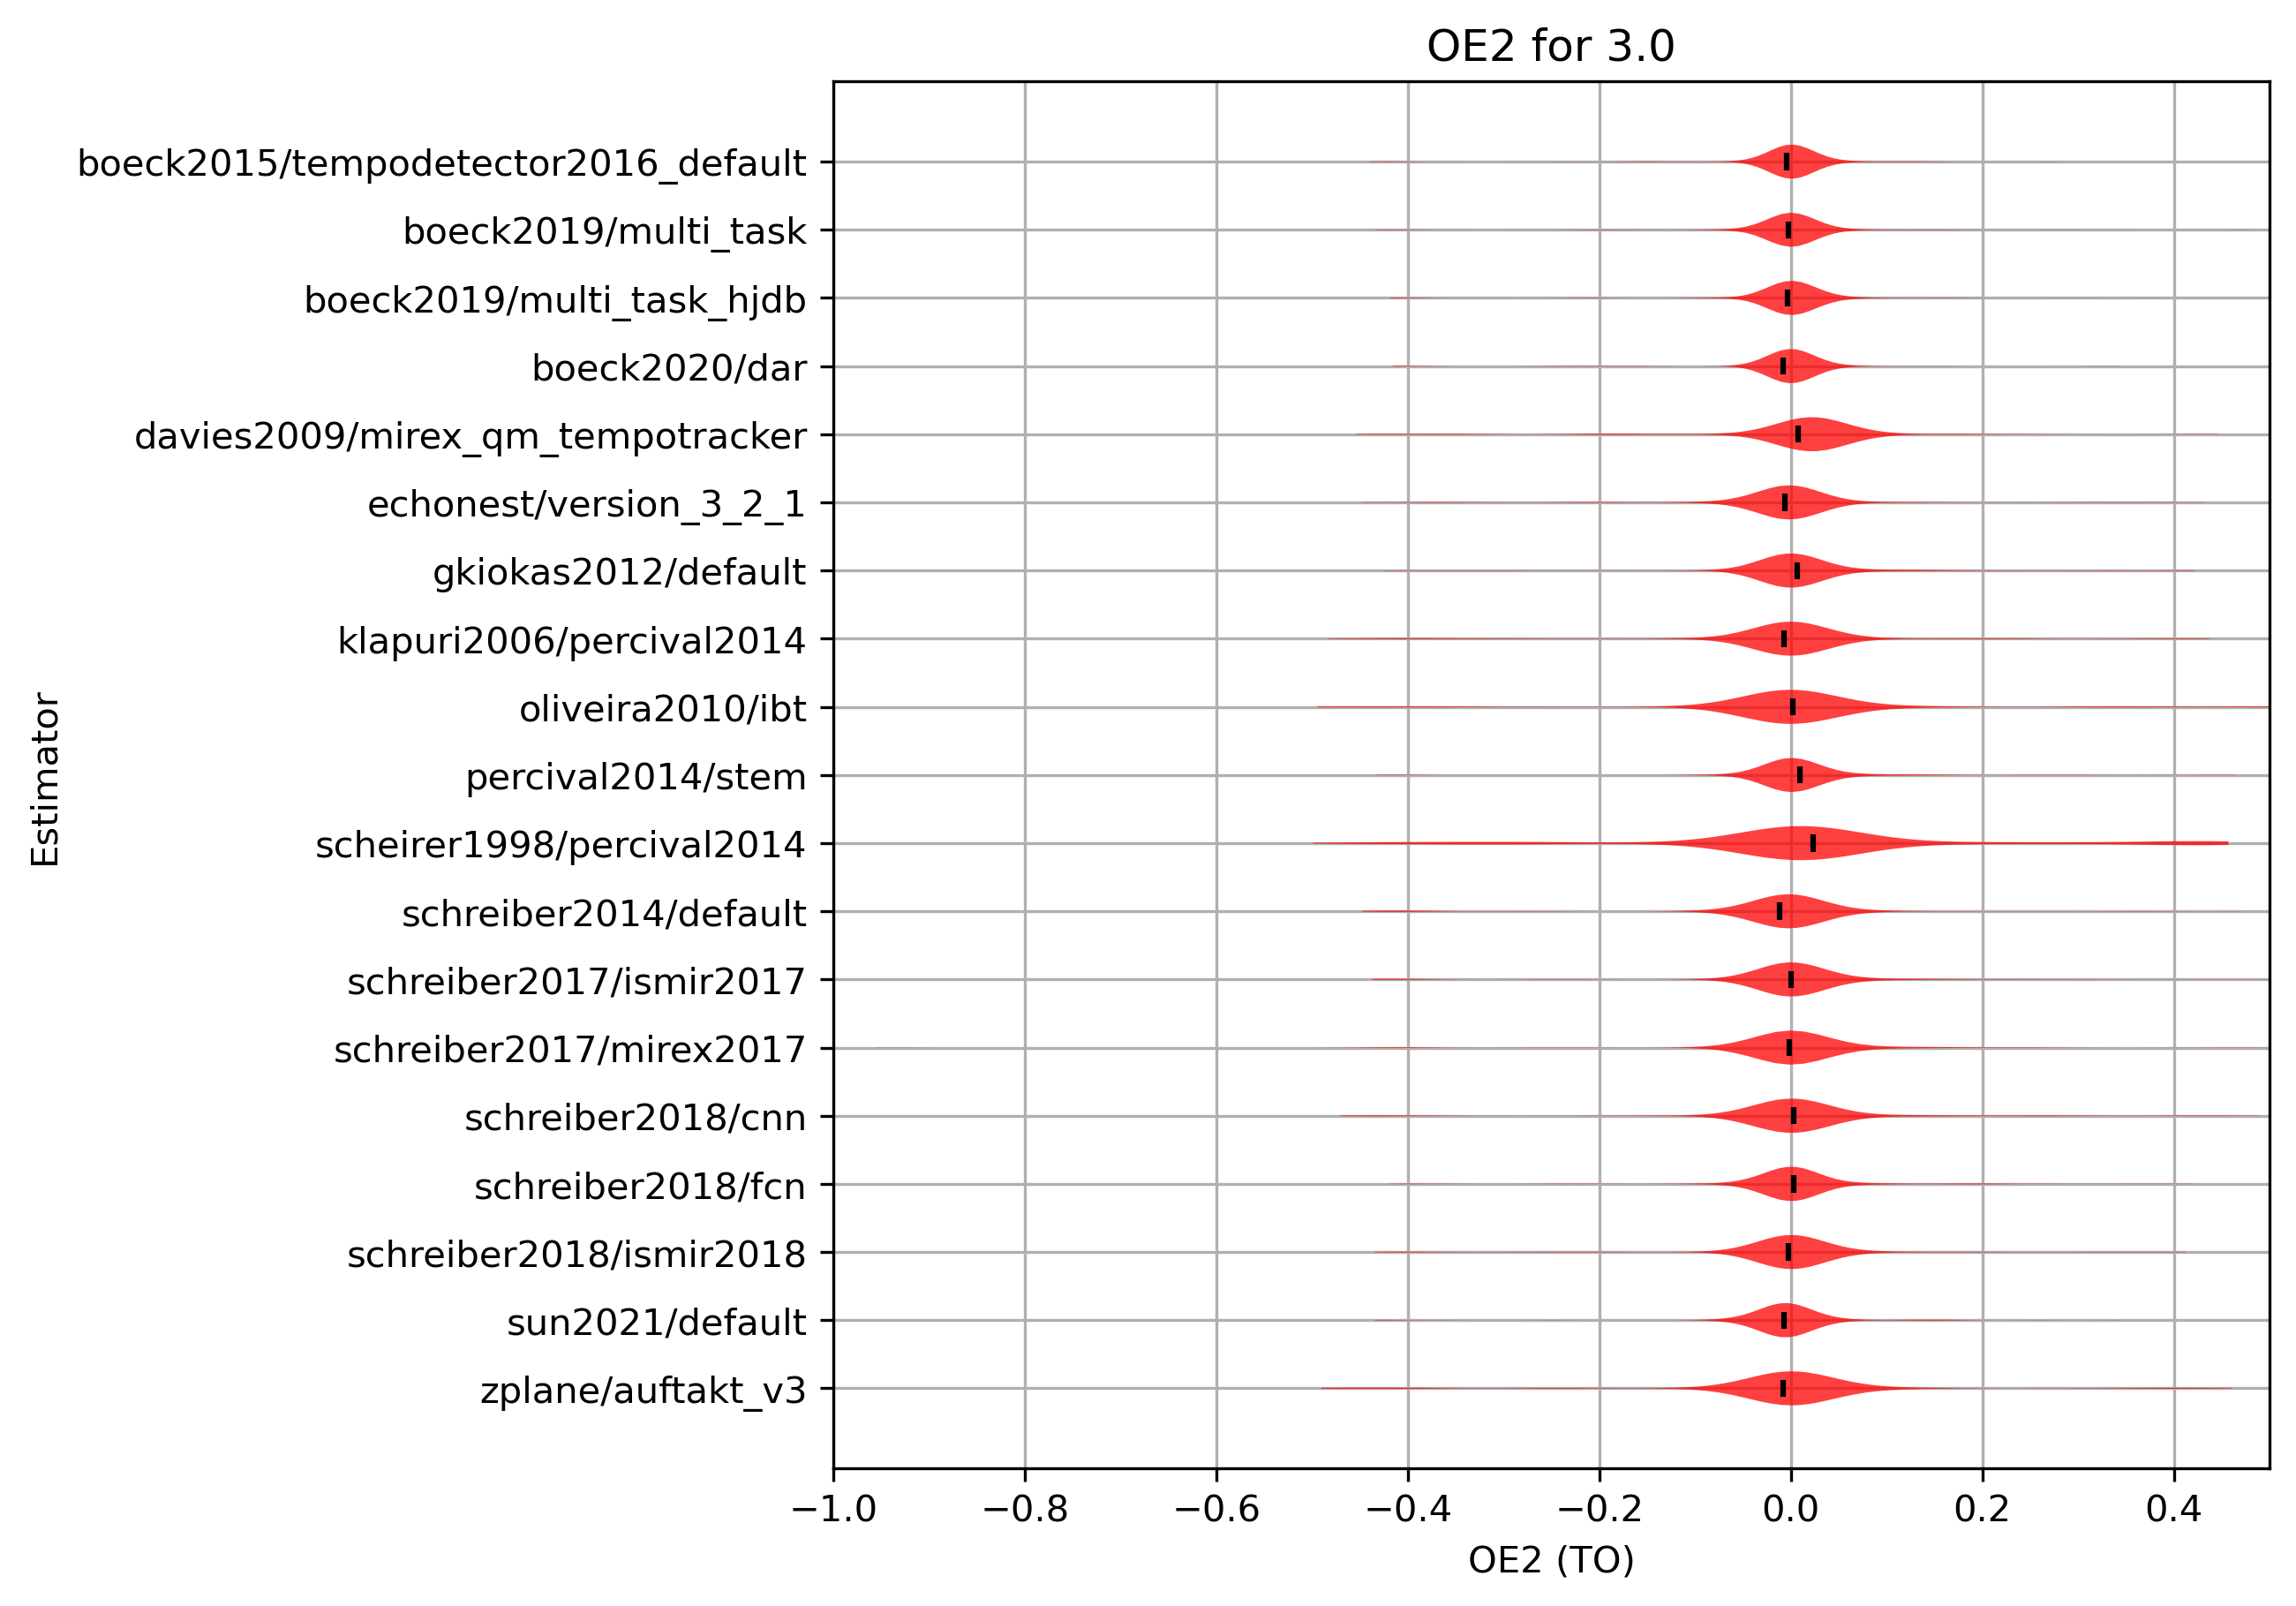 OE2 for 3.0
boeck2015/tempodetector2016_default
boeck2019/multi_task
boeck2019/multi_task_hjdb
boeck2020/dar
davies2009/mirex_qm_tempotracker
echonest/version_3_2_1
gkiokas2012/default
klapuri2006/percival2014
oliveira2010/ibt
percival2014/stem
scheirer1998/percival2014
schreiber2014/default
schreiber2017/ismir2017
schreiber2017/mirex2017
schreiber2018/cnn
schreiber2018/fcn
schreiber2018/ismir2018
sun2021/default
zplane/auftakt_v3
Estimator
−1.0 −0.8 −0.6 −0.4 −0.2 0.0 0.2 0.4
OE2 (TO)